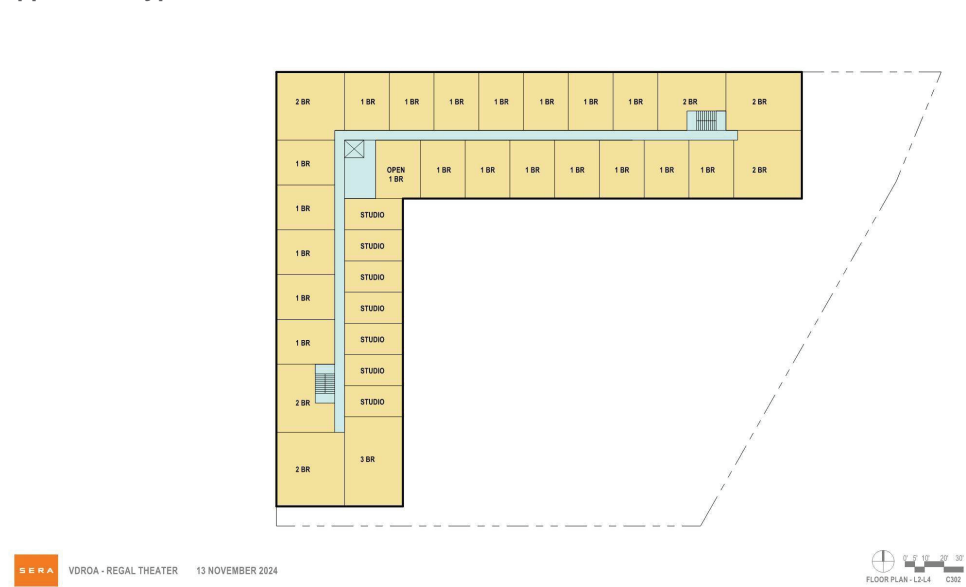 2 BR
1 BR
1 BR
1 BR
1 BR
1 BR
1 BR
1 BR
2 BR
2 BR
1 BR
OPEN
1 BR
1 BR
1 BR
1 BR
1 BR
1 BR
1 BR
1 BR
2 BR
1 BR
STUDIO
1 BR
STUDIO
STUDIO
1 BR
STUDIO
1 BR
STUDIO
STUDIO
2 BR
STUDIO
2 BR
3 BR
SERA
VDROA - REGAL THEATER 13 NOVEMBER 2024
0' 5' 10' 20' 30'
FLOOR PLAN - L2-L4 C302